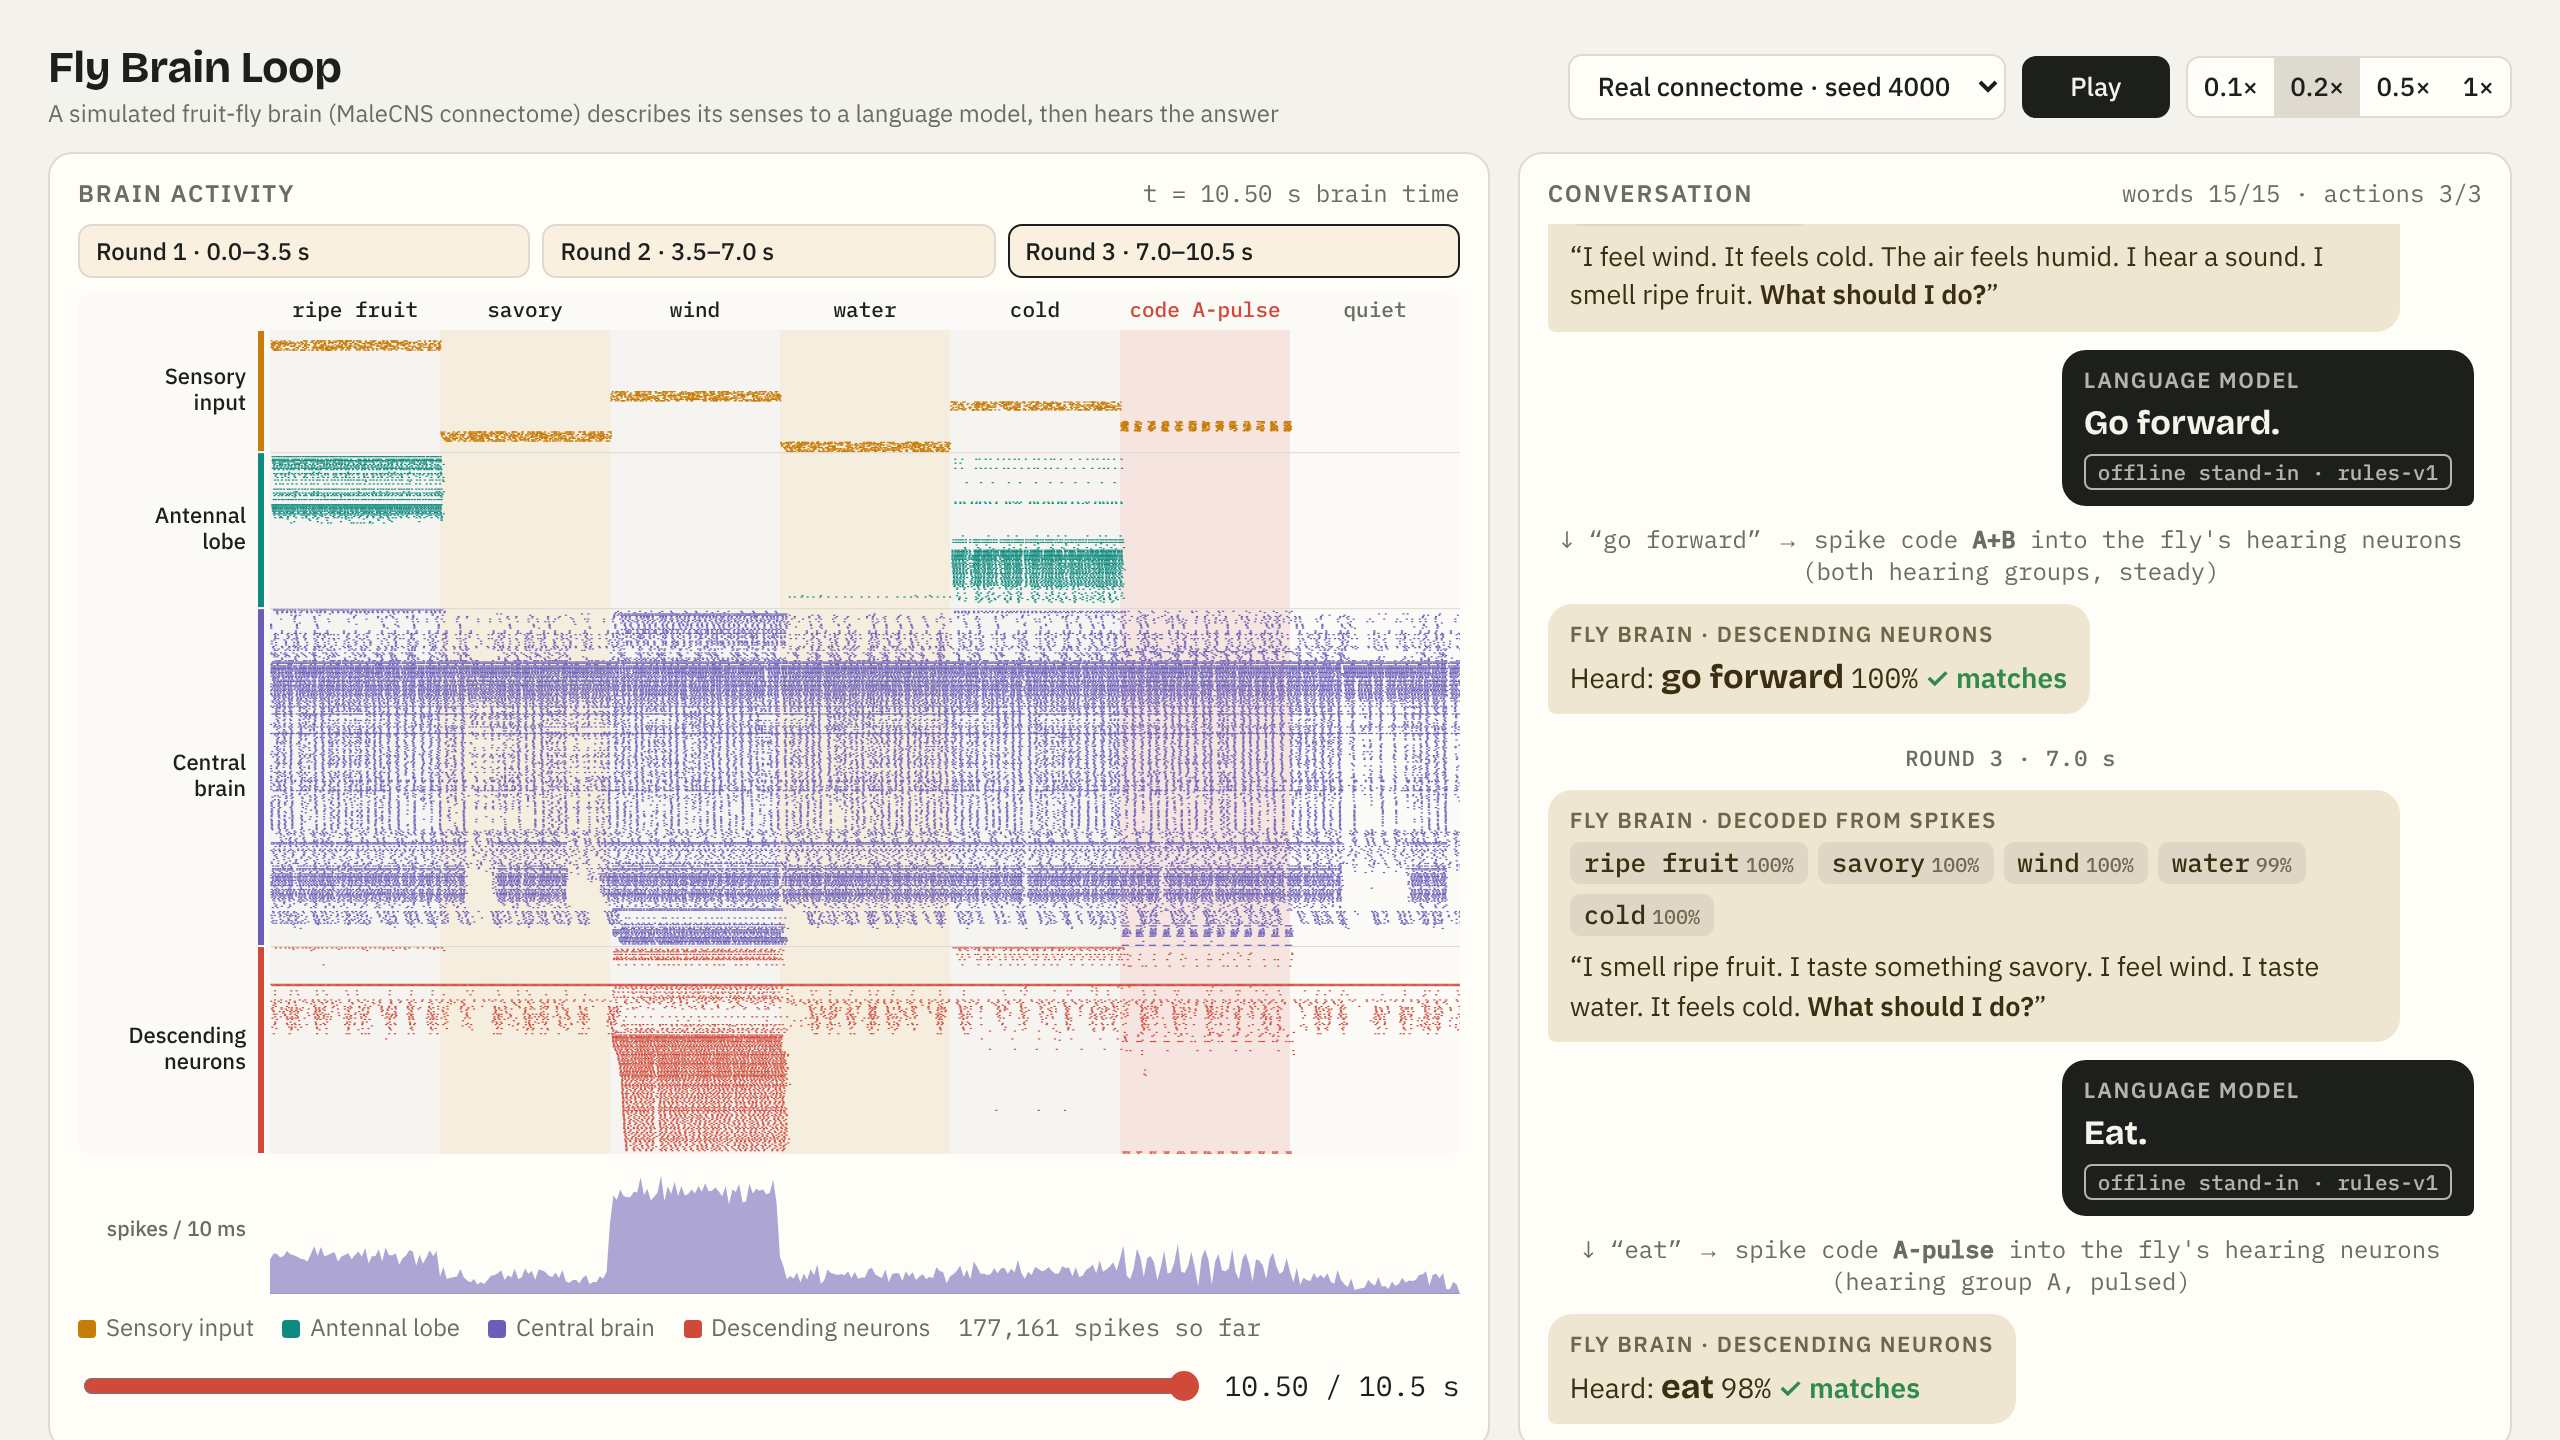 Fly Brain Loop
A simulated fruit-fly brain (MaleCNS connectome) describes its senses to a language model, then hears the answer
Real connectome · seed 4000
Play
0.1× 0.2× 0.5× 1×
BRAIN ACTIVITY
t = 10.50 s brain time
Round 1 · 0.0–3.5 s
Round 2 · 3.5–7.0 s
Round 3 · 7.0–10.5 s
ripe fruit savory wind water cold code A-pulse quiet
Sensory
input
Antennal
lobe
Central
brain
Descending
neurons
spikes / 10 ms
Sensory input Antennal lobe Central brain Descending neurons 177,161 spikes so far
10.50 / 10.5 s
CONVERSATION
words 15/15 · actions 3/3
“I feel wind. It feels cold. The air feels humid. I hear a sound. I
smell ripe fruit. What should I do?”
LANGUAGE MODEL
Go forward.
offline stand-in · rules-v1
↓ “go forward” → spike code A+B into the fly's hearing neurons
(both hearing groups, steady)
FLY BRAIN · DESCENDING NEURONS
Heard: go forward 100% ✓ matches
ROUND 3 · 7.0 s
FLY BRAIN · DECODED FROM SPIKES
ripe fruit 100% savory 100% wind 100% water 99%
cold 100%
“I smell ripe fruit. I taste something savory. I feel wind. I taste
water. It feels cold. What should I do?”
LANGUAGE MODEL
Eat.
offline stand-in · rules-v1
↓ “eat” → spike code A-pulse into the fly's hearing neurons
(hearing group A, pulsed)
FLY BRAIN · DESCENDING NEURONS
Heard: eat 98% ✓ matches